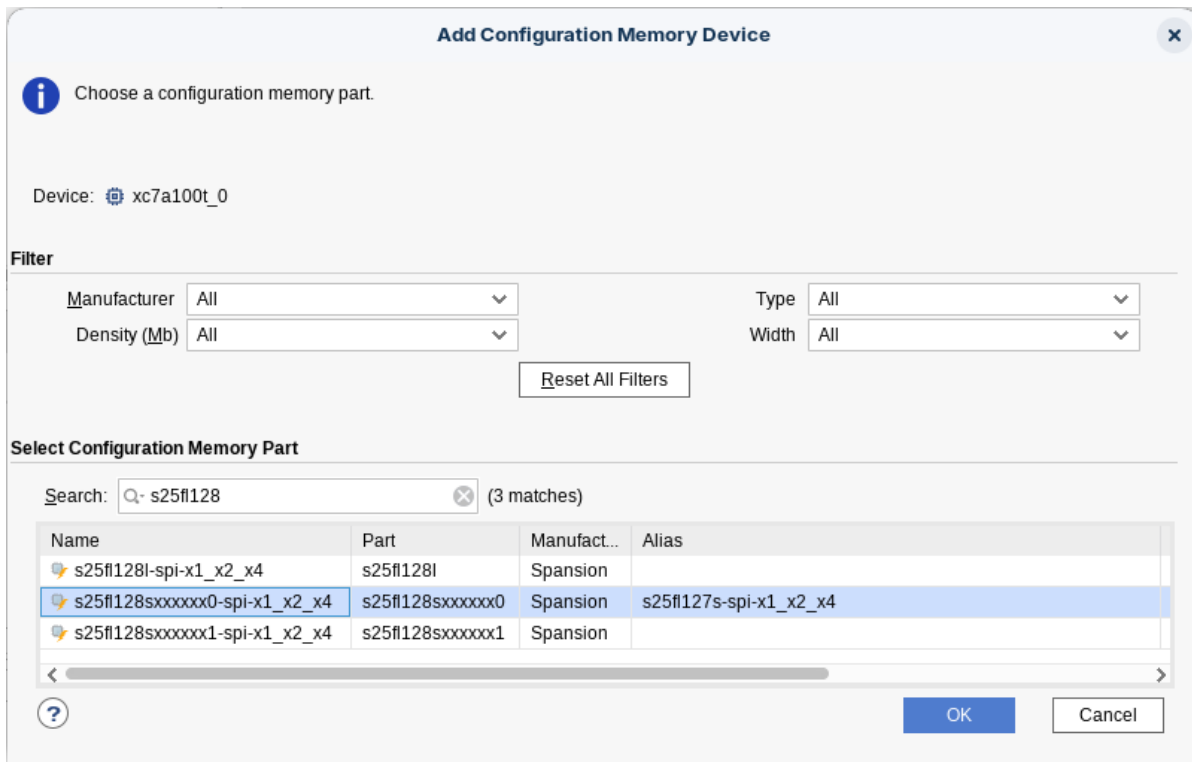 Add Configuration Memory Device
Choose a configuration memory part.
Device: xc7a100t_0
Filter
Manufacturer All Type All
Density (Mb) All Width All
Reset All Filters
Select Configuration Memory Part
Search: s25fl128 (3 matches)
Name Part Manufact... Alias
s25fl128l-spi-x1_x2_x4 s25fl128l Spansion
s25fl128sxxxxxx0-spi-x1_x2_x4 s25fl128sxxxxxx0 Spansion s25fl127s-spi-x1_x2_x4
s25fl128sxxxxxx1-spi-x1_x2_x4 s25fl128sxxxxxx1 Spansion
? OK Cancel